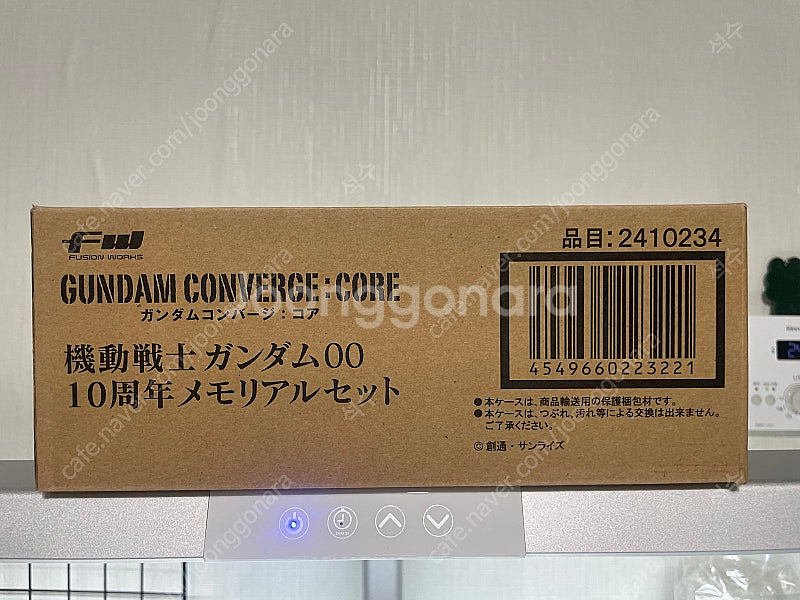 FW
FUSION WORKS
GUNDAM CONVERGE:CORE
ガンダムコンバージ:コア
機動戦士ガンダム00
10周年メモリアルセット
品目:2410234
4549660223221
●本ケースは、商品輸送用の保護梱包材です。
●本ケースは、つぶれ、汚れ等による交換は出来ません。
ご了承ください。
©創通・サンライズ
joonggonara
cafe.naver.com/joonggonara
석수